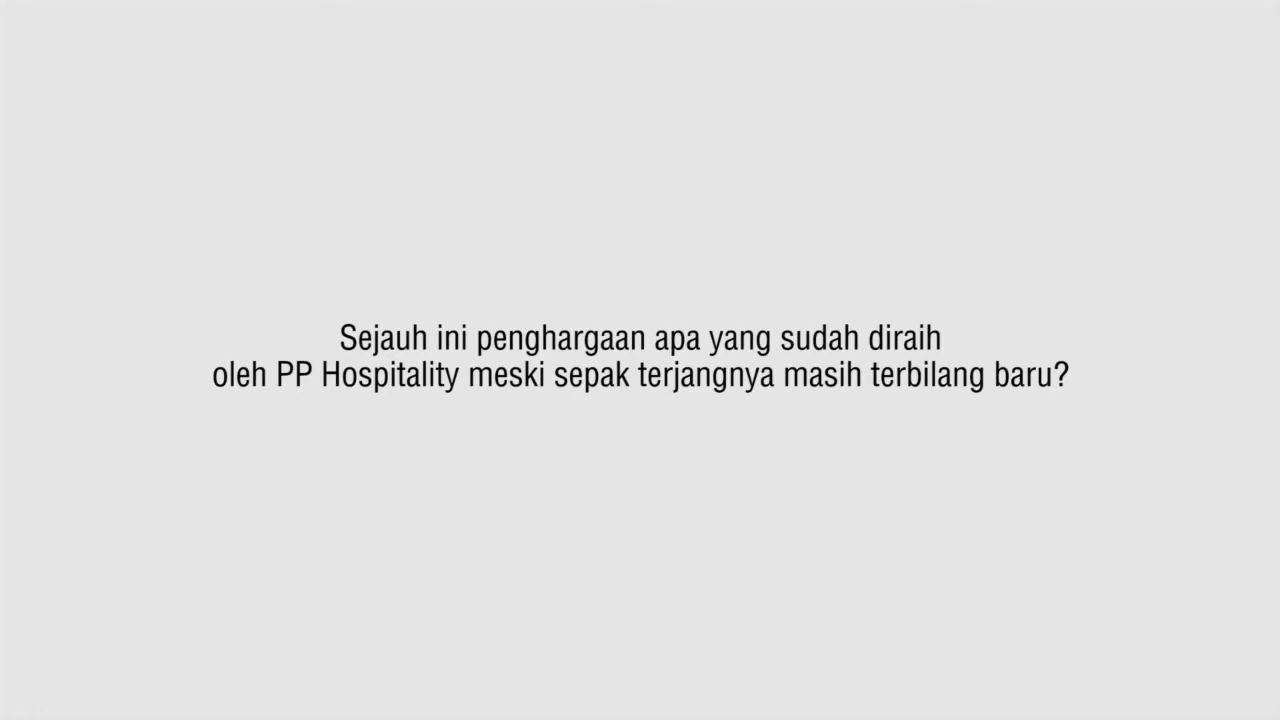 Sejauh ini penghargaan apa yang sudah diraih
oleh PP Hospitality meski sepak terjangnya masih terbilang baru?